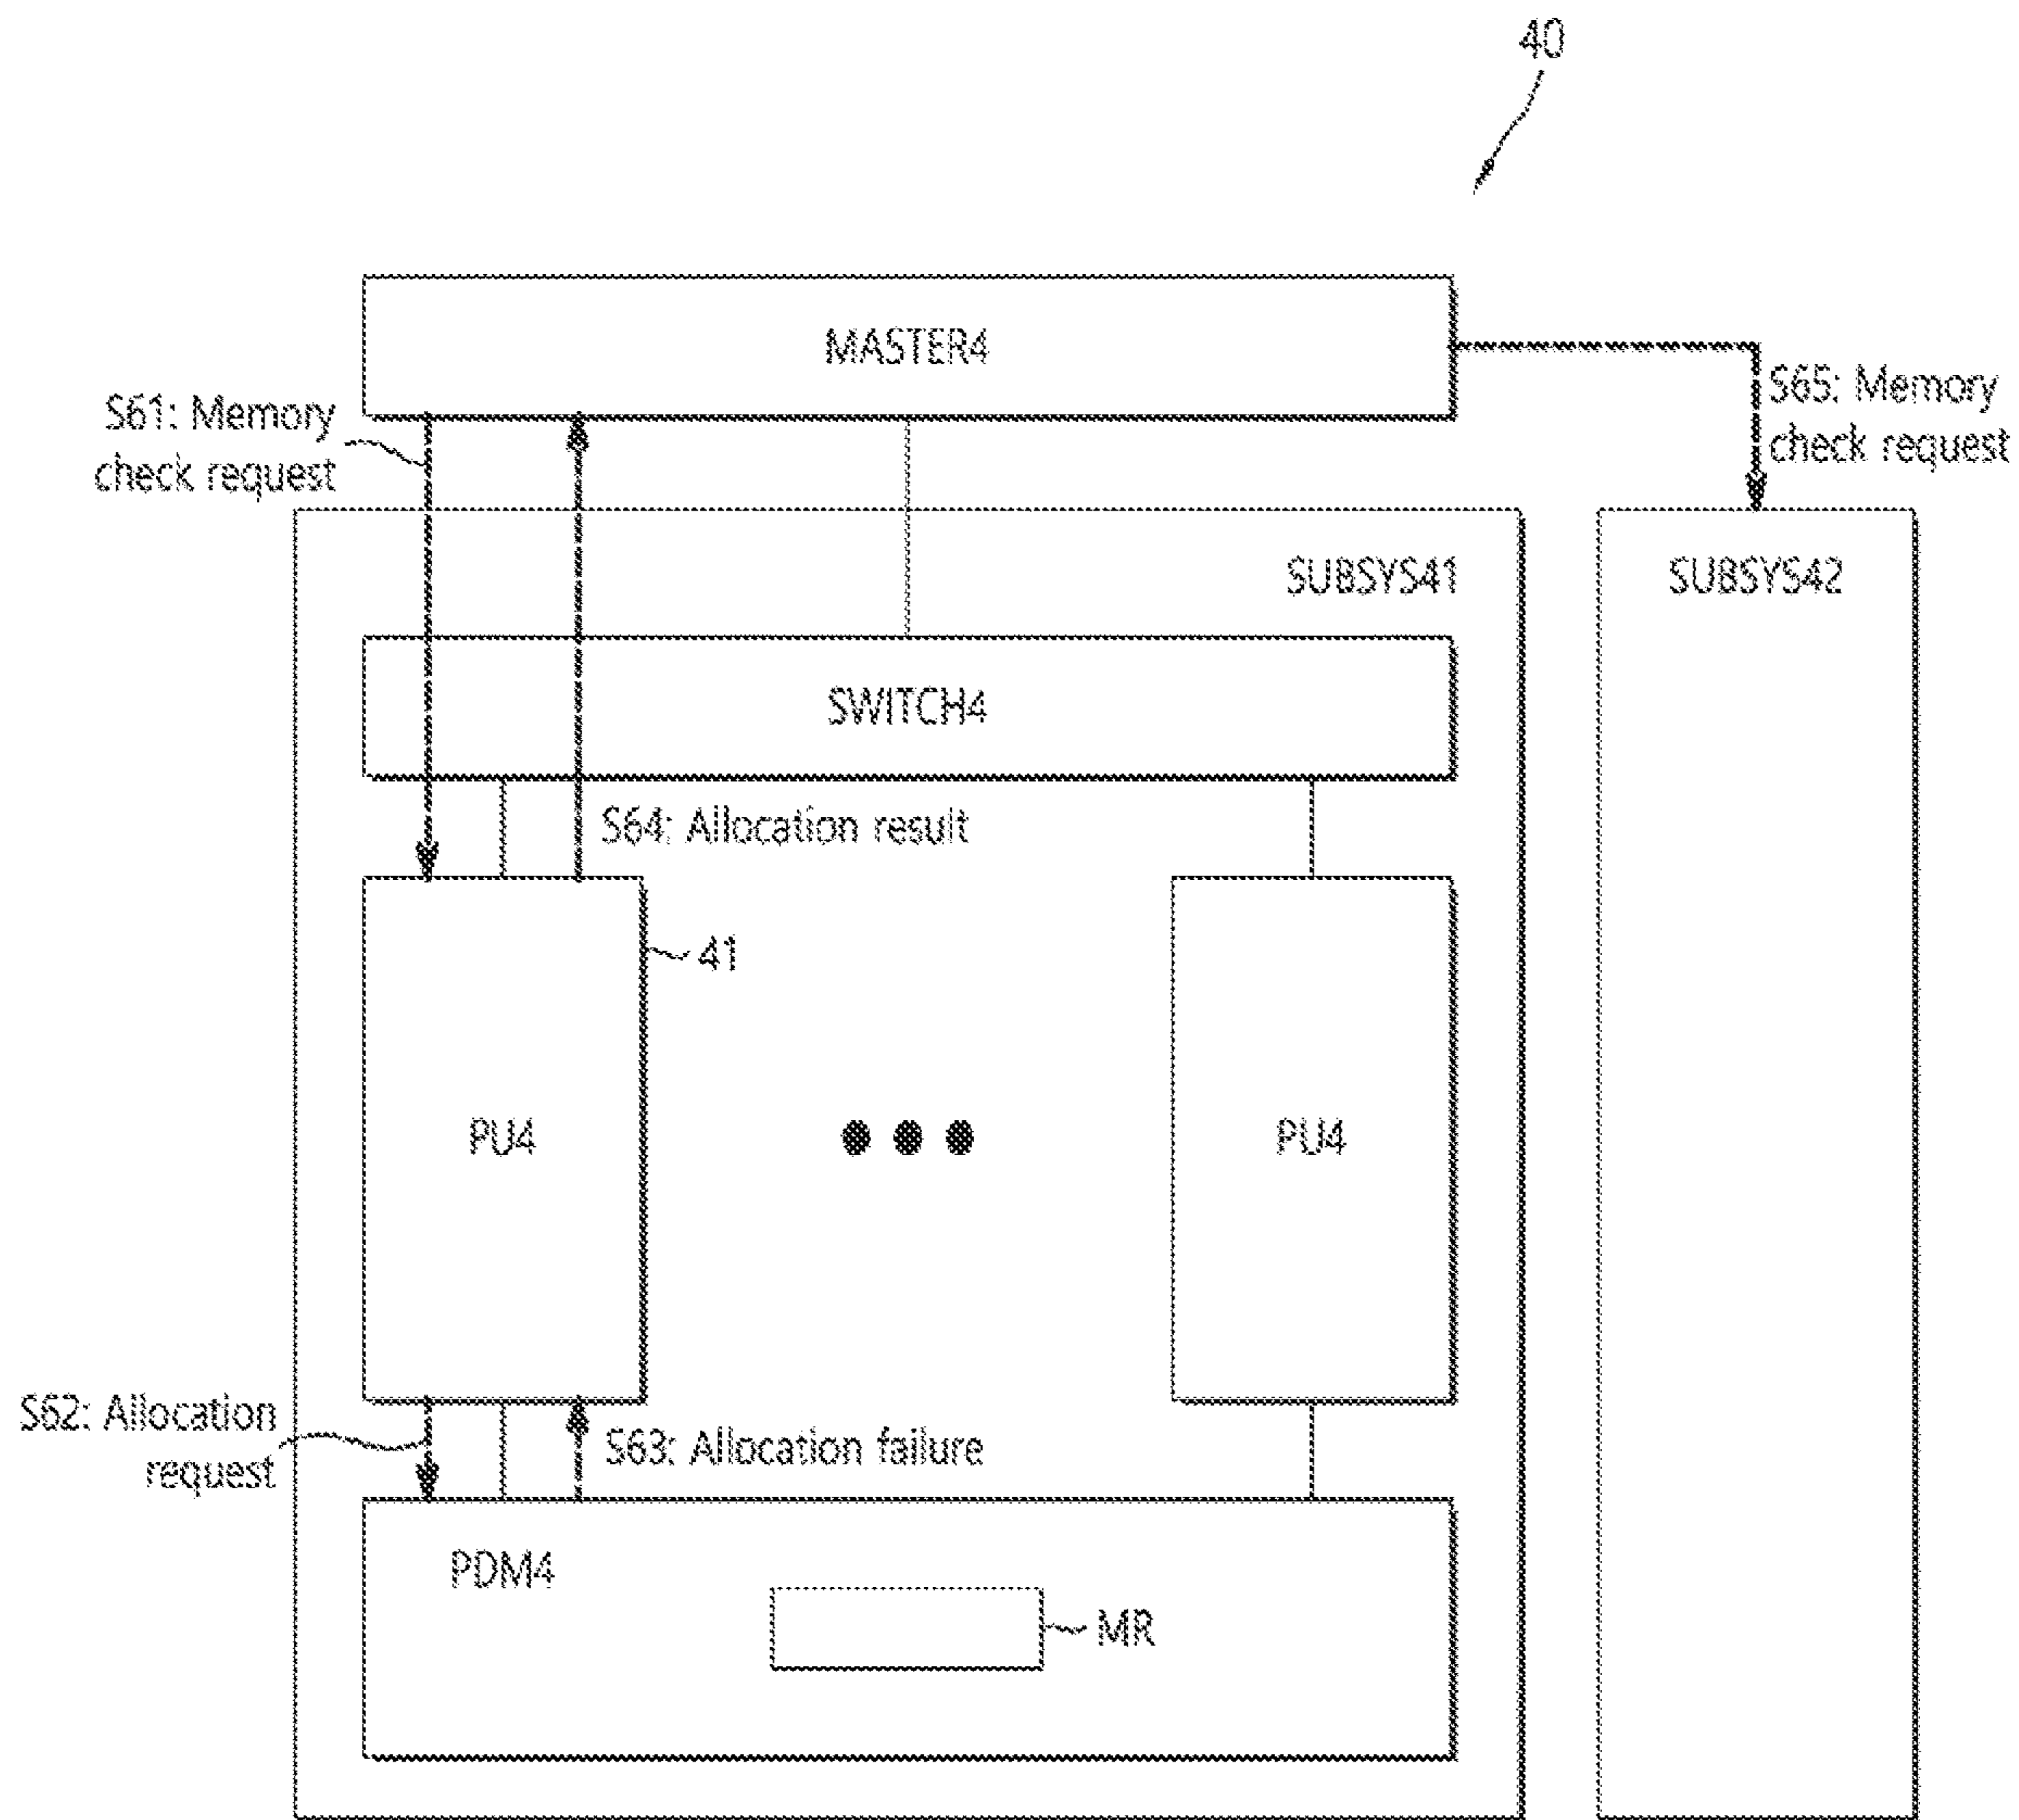 40
MASTER4
S61: Memory
check request
S65: Memory
check request
SUBSYS41
SUBSYS42
SWITCH4
S64: Allocation result
41
PU4
PU4
S62: Allocation
request
S63: Allocation failure
PDM4
MR